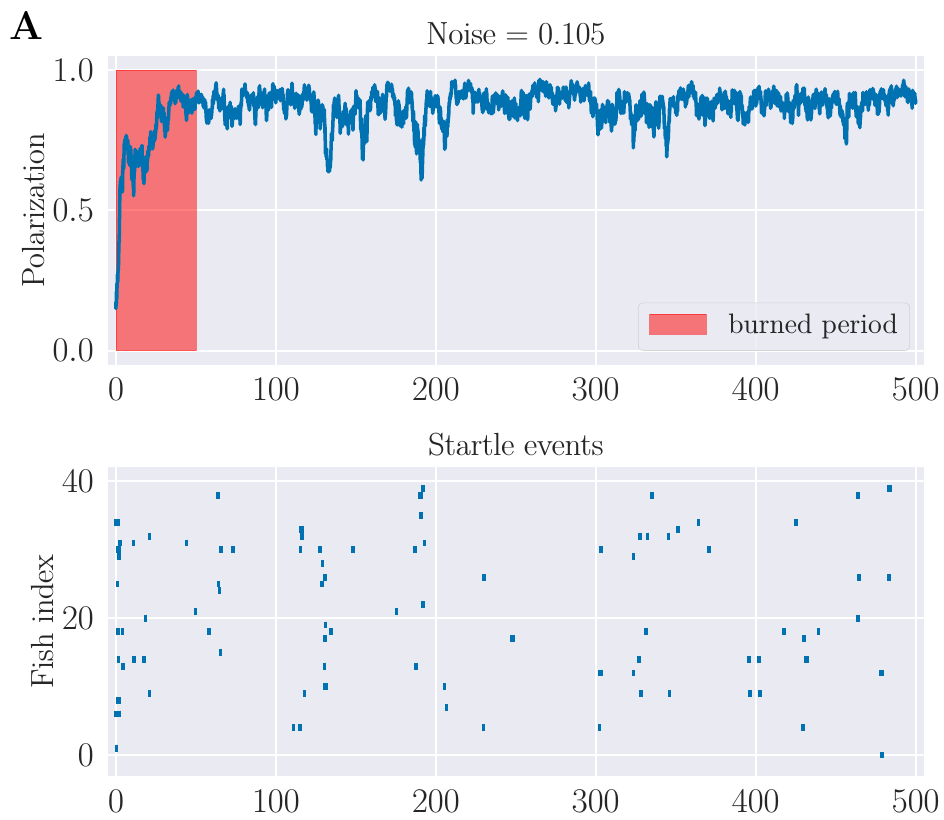 A
Noise = 0.105
Polarization
1.0
0.5
0.0
burned period
0 100 200 300 400 500
Startle events
Fish index
40
20
0
0 100 200 300 400 500